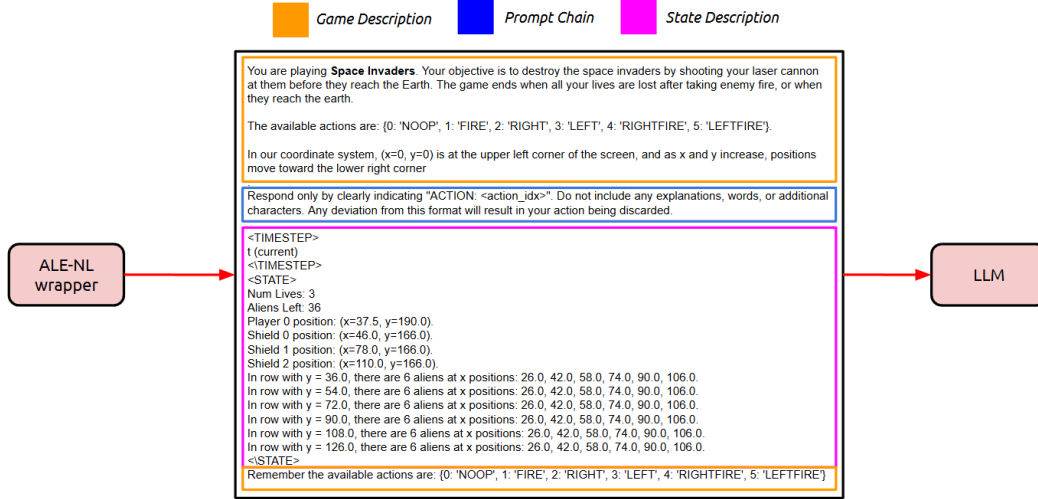 Game Description
Prompt Chain
State Description
You are playing Space Invaders. Your objective is to destroy the space invaders by shooting your laser cannon
at them before they reach the Earth. The game ends when all your lives are lost after taking enemy fire, or when
they reach the earth.
The available actions are: {0: 'NOOP', 1: 'FIRE', 2: 'RIGHT', 3: 'LEFT', 4: 'RIGHTFIRE', 5: 'LEFTFIRE'}.
In our coordinate system, (x=0, y=0) is at the upper left corner of the screen, and as x and y increase, positions
move toward the lower right corner
.
Respond only by clearly indicating "ACTION: <action_idx>". Do not include any explanations, words, or additional
characters. Any deviation from this format will result in your action being discarded.
<TIMESTEP>
t (current)
<\TIMESTEP>
<STATE>
Num Lives: 3
Aliens Left: 36
Player 0 position: (x=37.5, y=190.0).
Shield 0 position: (x=46.0, y=166.0).
Shield 1 position: (x=78.0, y=166.0).
Shield 2 position: (x=110.0, y=166.0).
In row with y = 36.0, there are 6 aliens at x positions: 26.0, 42.0, 58.0, 74.0, 90.0, 106.0.
In row with y = 54.0, there are 6 aliens at x positions: 26.0, 42.0, 58.0, 74.0, 90.0, 106.0.
In row with y = 72.0, there are 6 aliens at x positions: 26.0, 42.0, 58.0, 74.0, 90.0, 106.0.
In row with y = 90.0, there are 6 aliens at x positions: 26.0, 42.0, 58.0, 74.0, 90.0, 106.0.
In row with y = 108.0, there are 6 aliens at x positions: 26.0, 42.0, 58.0, 74.0, 90.0, 106.0.
In row with y = 126.0, there are 6 aliens at x positions: 26.0, 42.0, 58.0, 74.0, 90.0, 106.0.
<\STATE>
Remember the available actions are: {0: 'NOOP', 1: 'FIRE', 2: 'RIGHT', 3: 'LEFT', 4: 'RIGHTFIRE', 5: 'LEFTFIRE'}
ALE-NL
wrapper
LLM